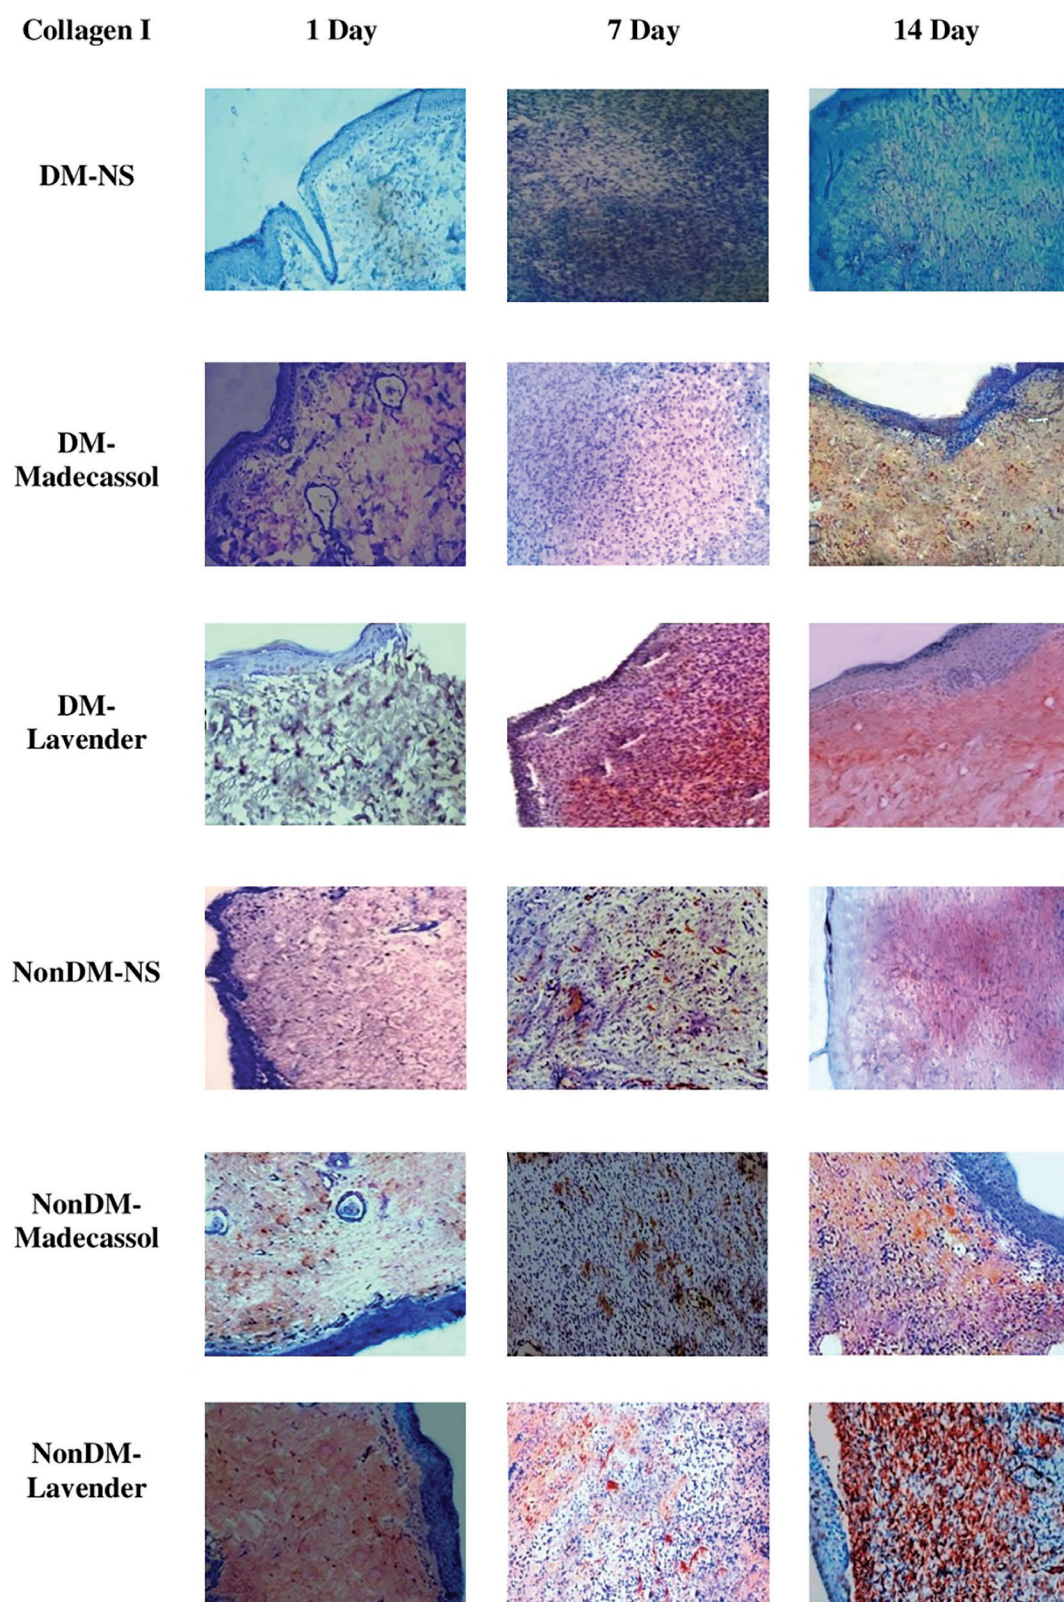 Collagen I 1 Day 7 Day 14 Day
DM-NS
DM-
Madecassol
DM-
Lavender
NonDM-NS
NonDM-
Madecassol
NonDM-
Lavender